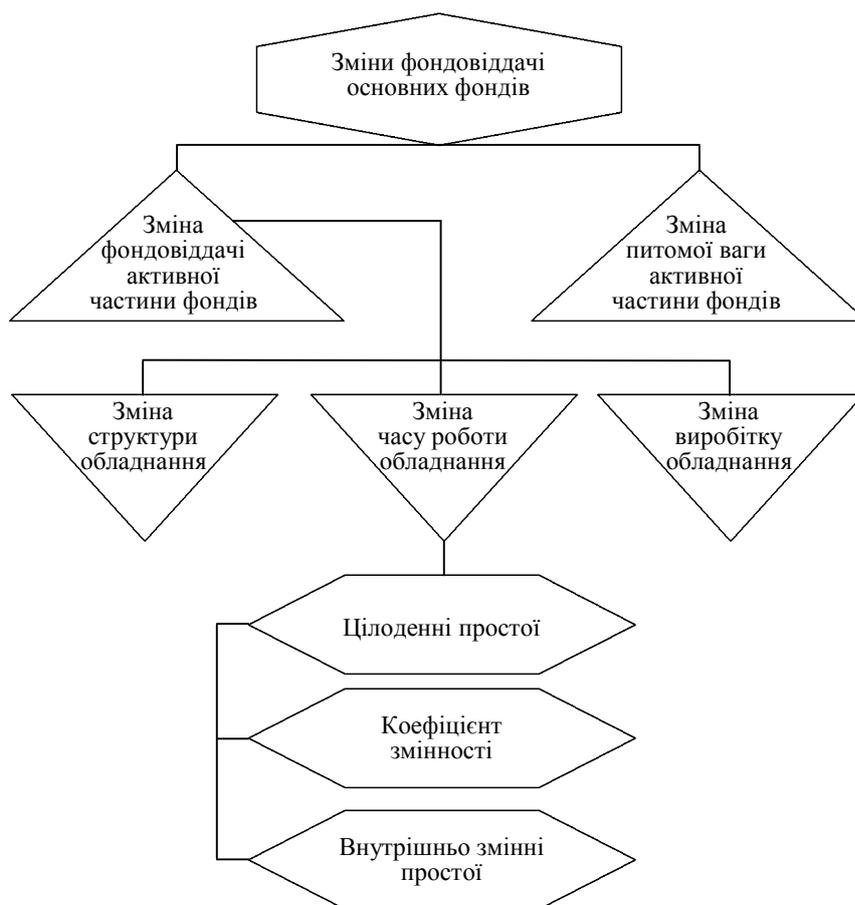 Зміни фондовіддачі
основних фондів
Зміна
фондовіддачі
активної
частини фондів
Зміна
питомої ваги
активної
частини фондів
Зміна
структури
обладнання
Зміна
часу роботи
обладнання
Зміна
виробітку
обладнання
Цілоденні простої
Коефіцієнт
змінності
Внутрішньо змінні
простої